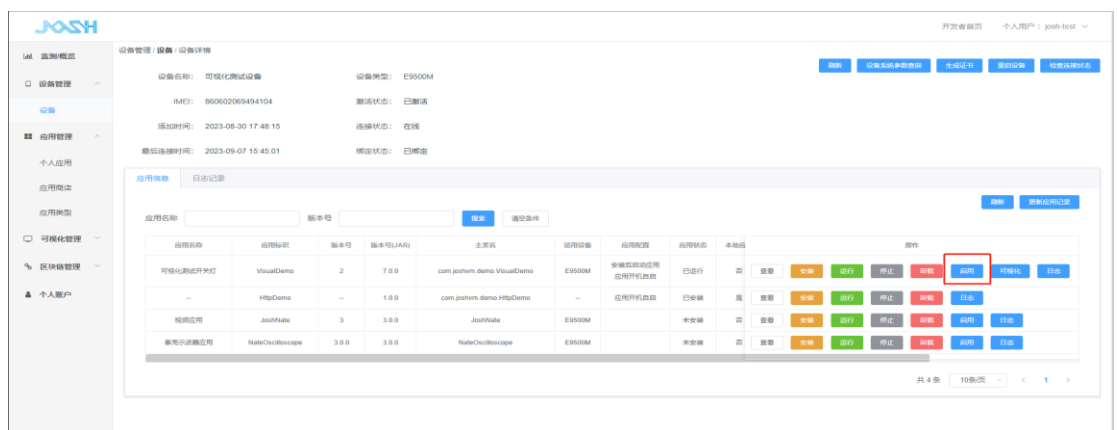 JOSH
开发者首页 个人用户：josh-test
监测/概览
设备管理
设备
应用管理
个人应用
应用商店
应用类型
可视化管理
区块链管理
个人账户
设备管理 / 设备 / 设备详情
刷新 设备系统参数查询 生成证书 重启设备 检查连接状态
设备名称： 可视化测试设备 设备类型： E9500M
IMEI： 860602069494104 激活状态： 已激活
添加时间： 2023-08-30 17:48:15 连接状态： 在线
最后连接时间： 2023-09-07 15:45:01 绑定状态： 已绑定
应用信息 日志记录
刷新 更新应用记录
应用名称 版本号 搜索 清空条件
应用名称 应用标识 版本号 版本号(JAR) 主类名 适用设备 应用配置 应用状态 本地应 操作
可视化测试开关灯 VisualDemo 2 7.0.0 com.joshvm.demo.VisualDemo E9500M 安装后启动应用 应用开机自启 已运行 否 查看 安装 运行 停止 卸载 启用 可视化 日志
-- HttpDemo -- 1.0.0 com.joshvm.demo.HttpDemo -- 应用开机自启 已安装 是 查看 安装 运行 停止 卸载 启用 日志
视频应用 JoshNate 3 3.0.0 JoshNate E9500M 未安装 否 查看 安装 运行 停止 卸载 启用 日志
泰克示波器应用 NateOscilloscope 3.0.0 3.0.0 NateOscilloscope E9500M 未安装 否 查看 安装 运行 停止 卸载 启用 日志
共 4 条 10条/页 < 1 >